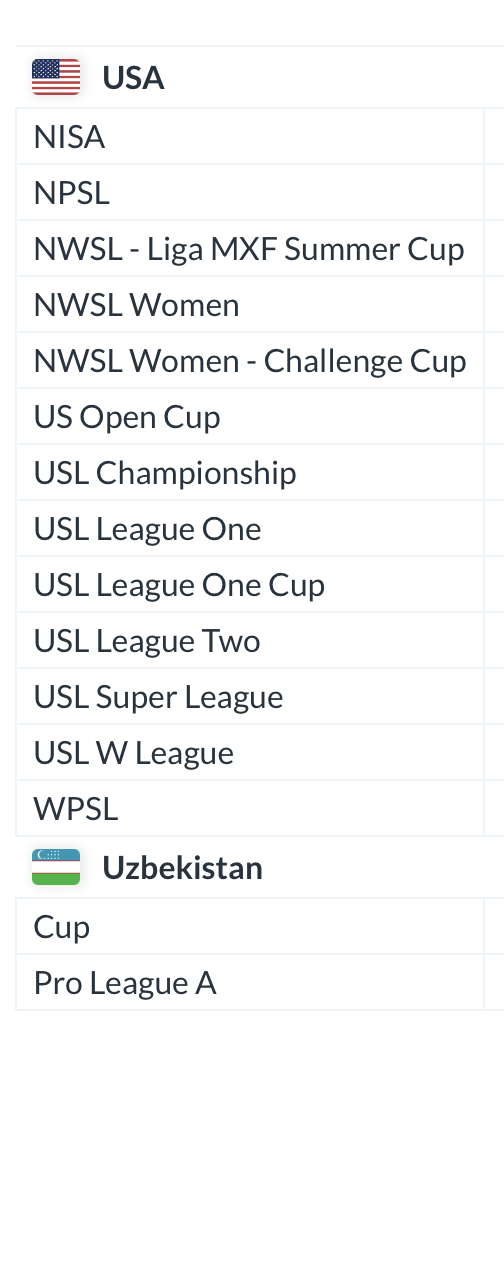 USA
NISA
NPSL
NWSL - Liga MXF Summer Cup
NWSL Women
NWSL Women - Challenge Cup
US Open Cup
USL Championship
USL League One
USL League One Cup
USL League Two
USL Super League
USL W League
WPSL
Uzbekistan
Cup
Pro League A